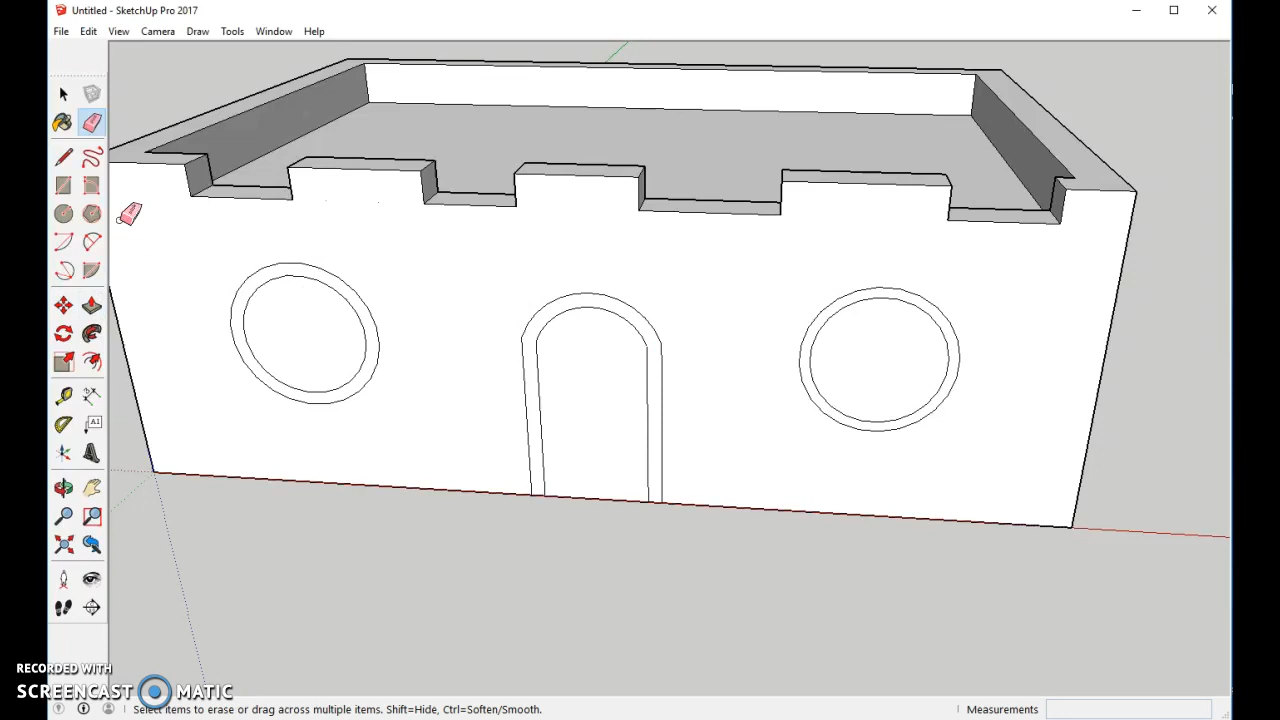 Untitled - SketchUp Pro 2017
File Edit View Camera Draw Tools Window Help
A1
RECORDED WITH
SCREENCAST MATIC
Select items to erase or drag across multiple items. Shift=Hide, Ctrl=Soften/Smooth.
Measurements